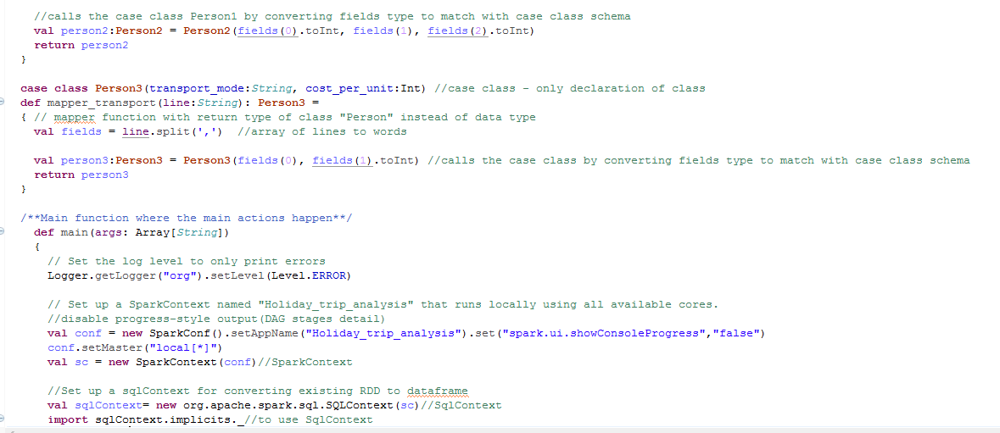 //calls the case class Person1 by converting fields type to match with case class schema
val person2:Person2 = Person2(fields(0).toInt, fields(1), fields(2).toInt)
return person2
}
case class Person3(transport_mode:String, cost_per_unit:Int) //case class - only declaration of class
def mapper_transport(line:String): Person3 =
{ // mapper function with return type of class "Person" instead of data type
val fields = line.split(',')  //array of lines to words
val person3:Person3 = Person3(fields(0), fields(1).toInt) //calls the case class by converting fields type to match with case class schema
return person3
}
/**Main function where the main actions happen**/
def main(args: Array[String])
{
// Set the log level to only print errors
Logger.getLogger("org").setLevel(Level.ERROR)
// Set up a SparkContext named "Holiday_trip_analysis" that runs locally using all available cores.
//disable progress-style output(DAG stages detail)
val conf = new SparkConf().setAppName("Holiday_trip_analysis").set("spark.ui.showConsoleProgress","false")
conf.setMaster("local[*]")
val sc = new SparkContext(conf)//SparkContext
//Set up a sqlContext for converting existing RDD to dataframe
val sqlContext= new org.apache.spark.sql.SQLContext(sc)//SqlContext
import sqlContext.implicits._//to use SqlContext